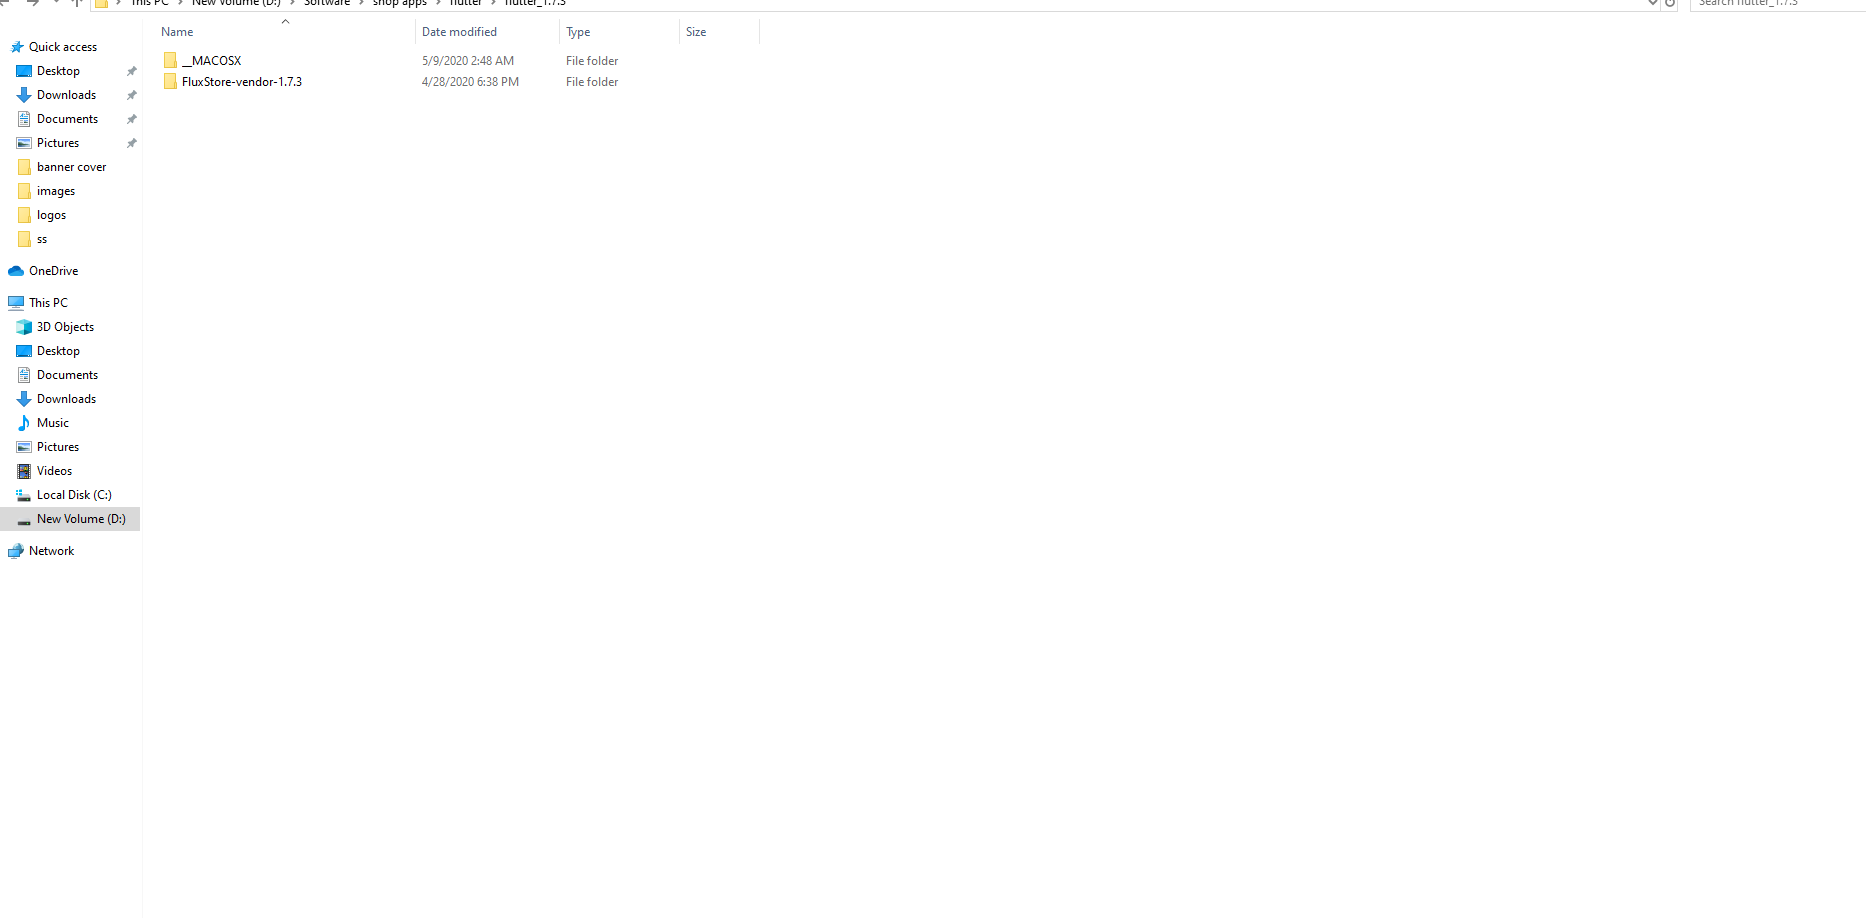 This PC > New Volume (D:) > Software > shop apps > flutter > flutter_1.7.3
Search flutter_1.7.3
Name Date modified Type Size
__MACOSX 5/9/2020 2:48 AM File folder
FluxStore-vendor-1.7.3 4/28/2020 6:38 PM File folder
Quick access
Desktop
Downloads
Documents
Pictures
banner cover
images
logos
ss
OneDrive
This PC
3D Objects
Desktop
Documents
Downloads
Music
Pictures
Videos
Local Disk (C:)
New Volume (D:)
Network